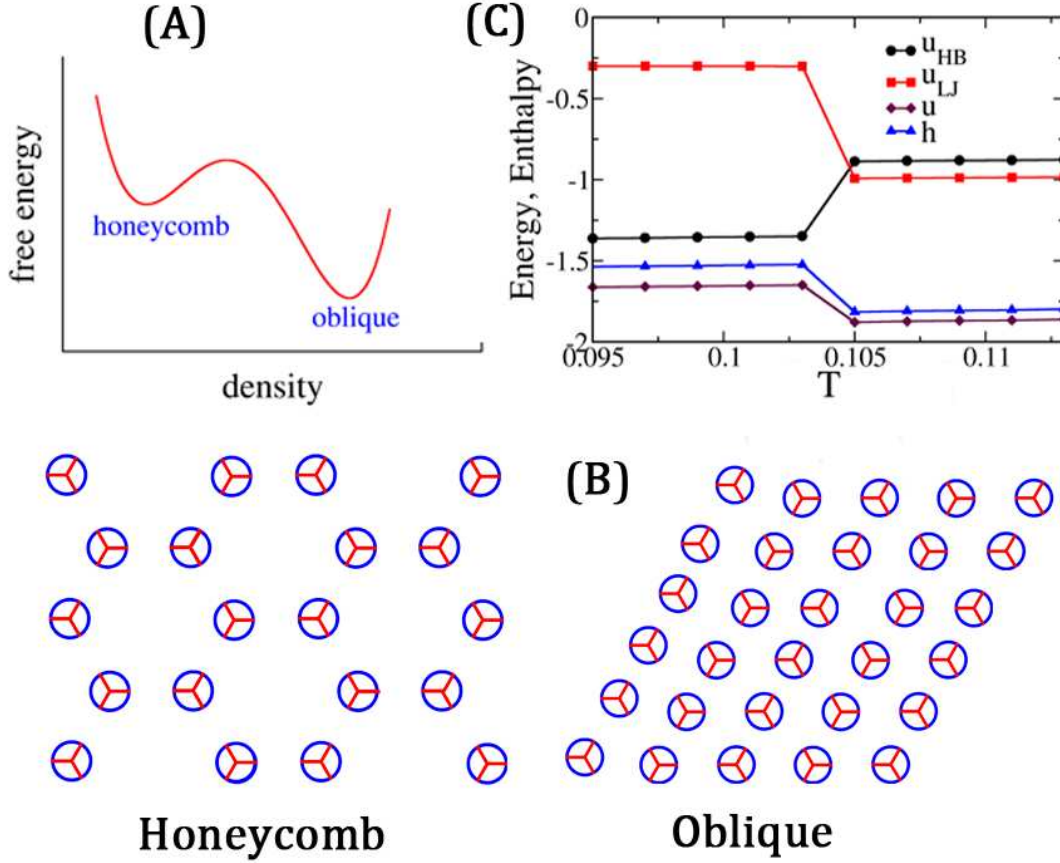 (A)
free energy
honeycomb
oblique
density
(C)
Energy, Enthalpy
0
-0.5
-1
-1.5
-2
0.095
0.1
0.105
0.11
T
u_HB
u_LJ
u
h
(B)
Honeycomb
Oblique